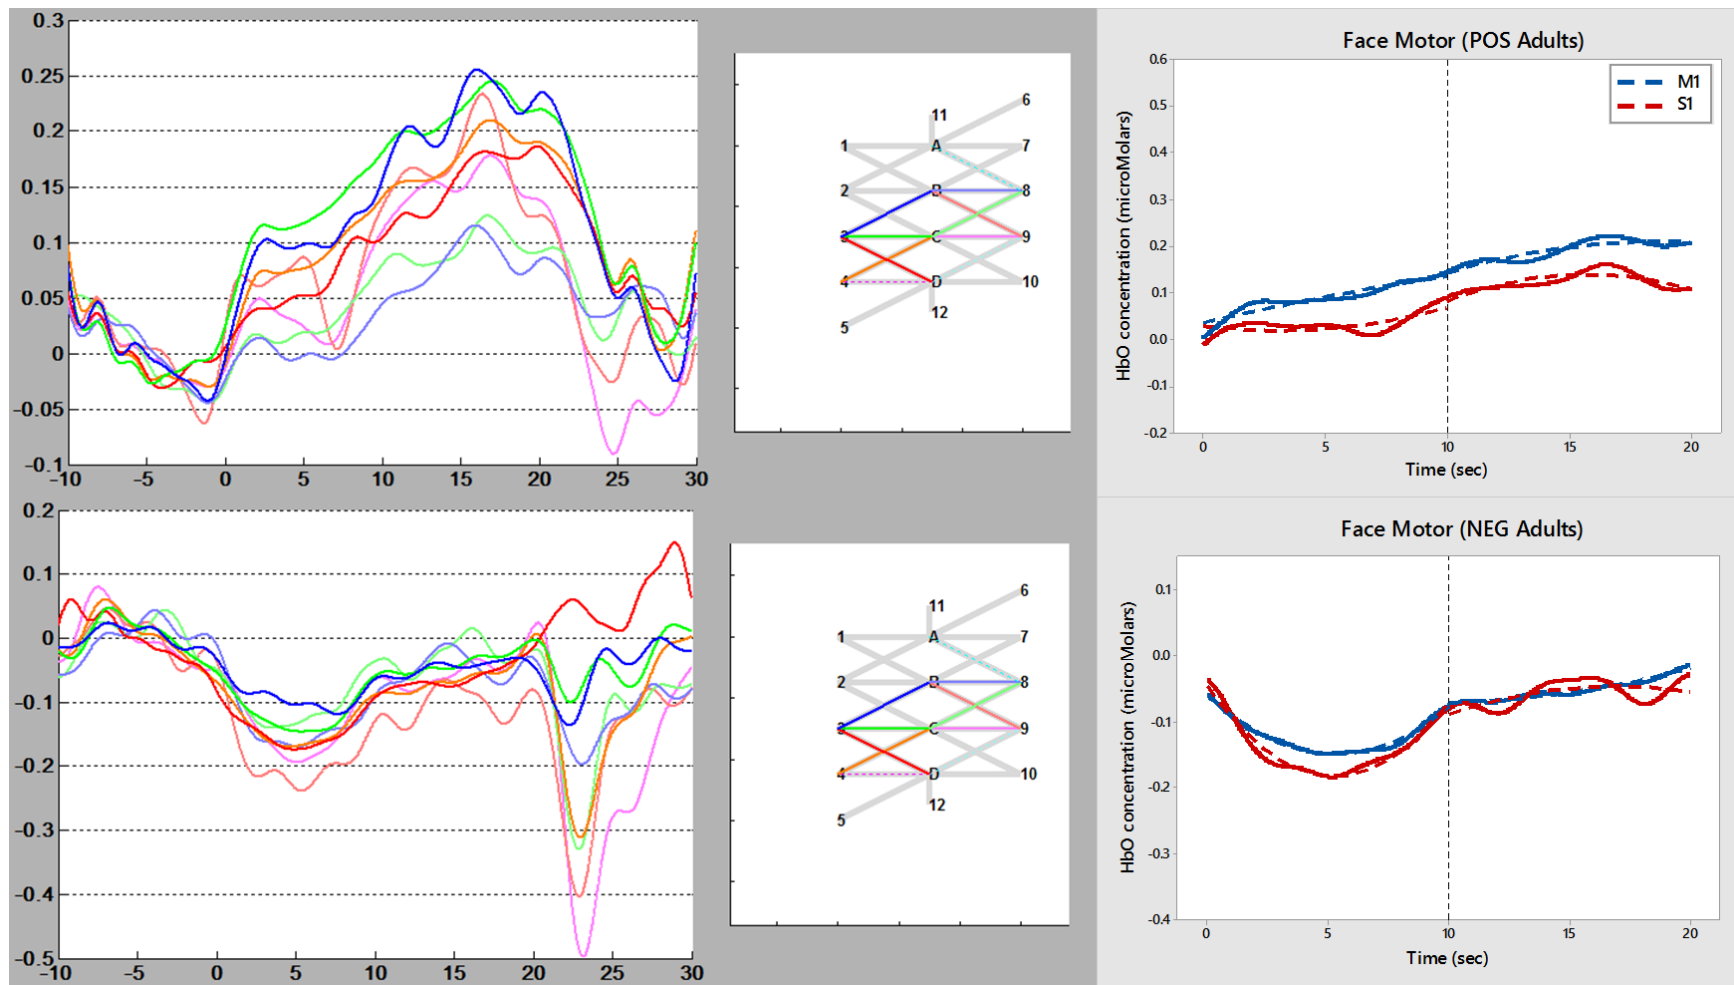 0.3
0.25
0.2
0.15
0.1
0.05
0
-0.05
-0.1
-10 -5 0 5 10 15 20 25 30
6
11
1 A 7
2 B 8
3 C 9
4 D 10
12
5
Face Motor (POS Adults)
M1
S1
HbO concentration (microMolars)
0.6
0.5
0.4
0.3
0.2
0.1
0.0
-0.1
-0.2
0 5 10 15 20
Time (sec)
0.2
0.1
0
-0.1
-0.2
-0.3
-0.4
-0.5
-10 -5 0 5 10 15 20 25 30
6
11
1 A 7
2 B 8
3 C 9
4 D 10
12
5
Face Motor (NEG Adults)
HbO concentration (microMolars)
0.1
0.0
-0.1
-0.2
-0.3
-0.4
0 5 10 15 20
Time (sec)